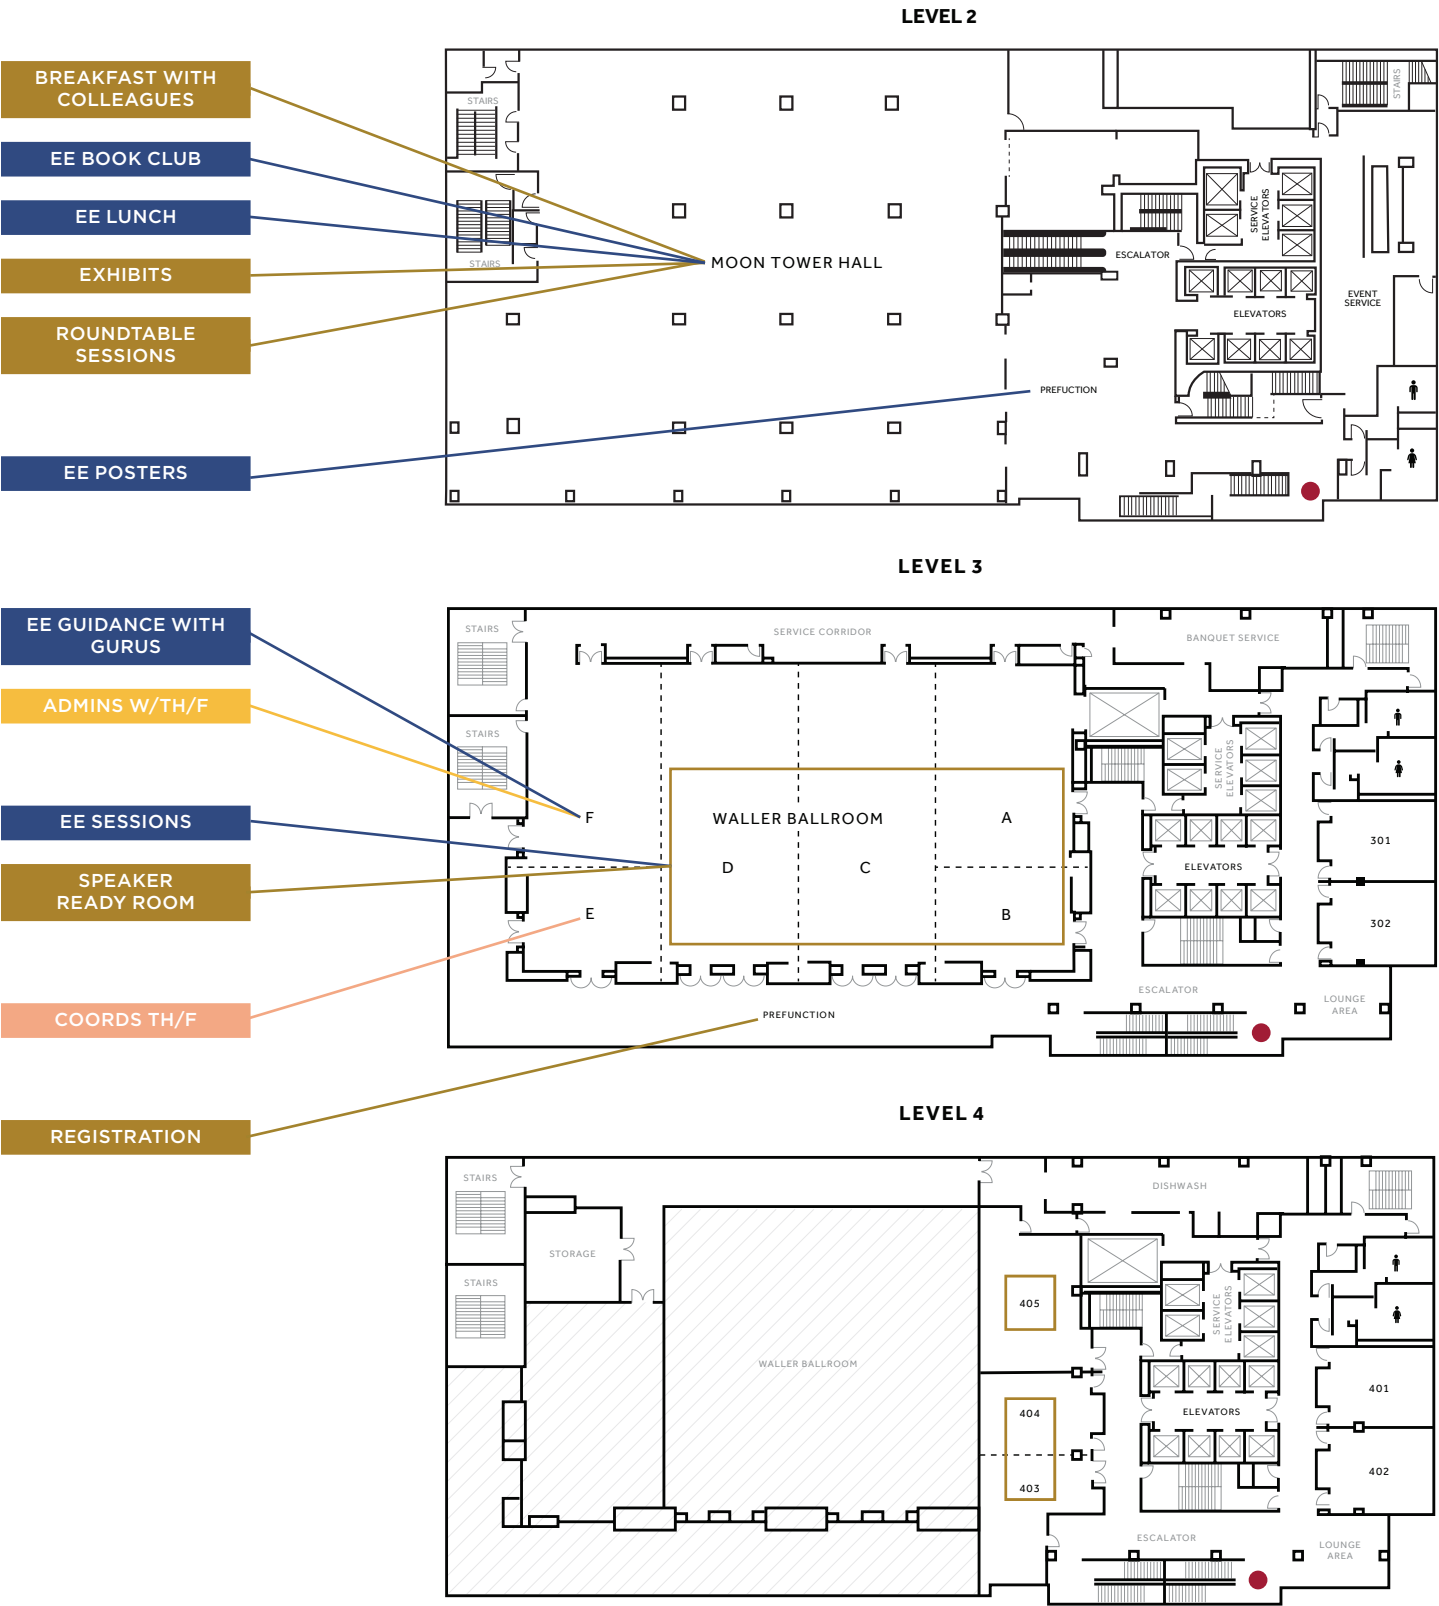 LEVEL 2
BREAKFAST WITH
COLLEAGUES
EE BOOK CLUB
EE LUNCH
EXHIBITS
ROUNDTABLE
SESSIONS
EE POSTERS
STAIRS
STAIRS
STAIRS
MOON TOWER HALL
ESCALATOR
SERVICE
ELEVATORS
ELEVATORS
EVENT
SERVICE
PREFUCTION
LEVEL 3
EE GUIDANCE WITH
GURUS
ADMINS W/TH/F
EE SESSIONS
SPEAKER
READY ROOM
COORDS TH/F
REGISTRATION
STAIRS
SERVICE CORRIDOR
BANQUET SERVICE
STAIRS
SERVICE
ELEVATORS
F
WALLER BALLROOM
A
301
D
C
ELEVATORS
E
B
302
ESCALATOR
LOUNGE
AREA
PREFUNCTION
LEVEL 4
STAIRS
DISHWASH
STORAGE
STAIRS
405
SERVICE
ELEVATORS
WALLER BALLROOM
401
404
ELEVATORS
402
403
ESCALATOR
LOUNGE
AREA